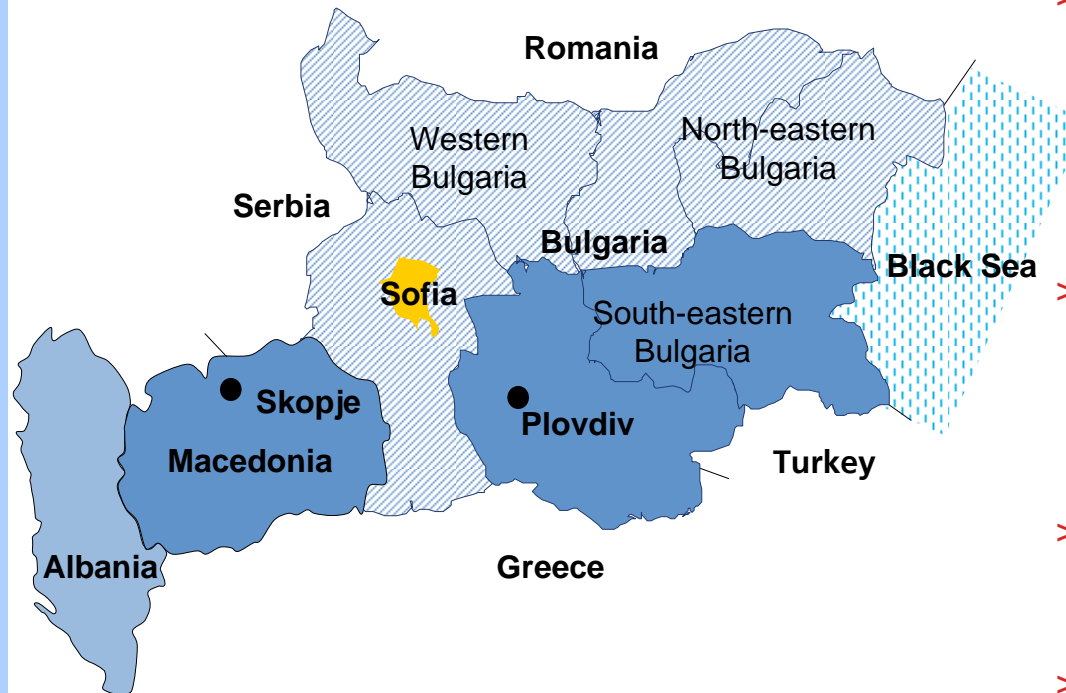 Romania
Western
Bulgaria
North-eastern
Bulgaria
Serbia
Bulgaria
Black Sea
Sofia
South-eastern
Bulgaria
Skopje
Plovdiv
Macedonia
Turkey
Albania
Greece
>
>
>
>